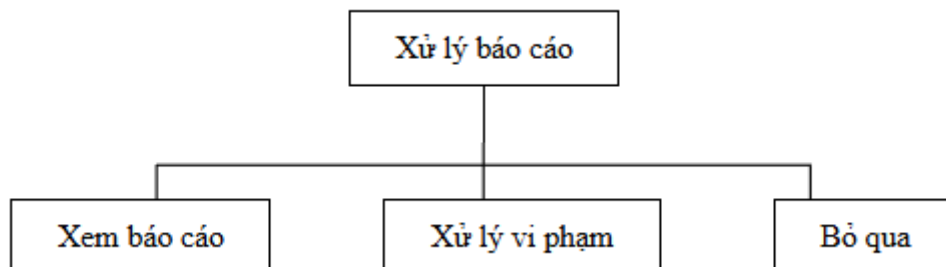 Xử lý báo cáo
Xem báo cáo
Xử lý vi phạm
Bỏ qua